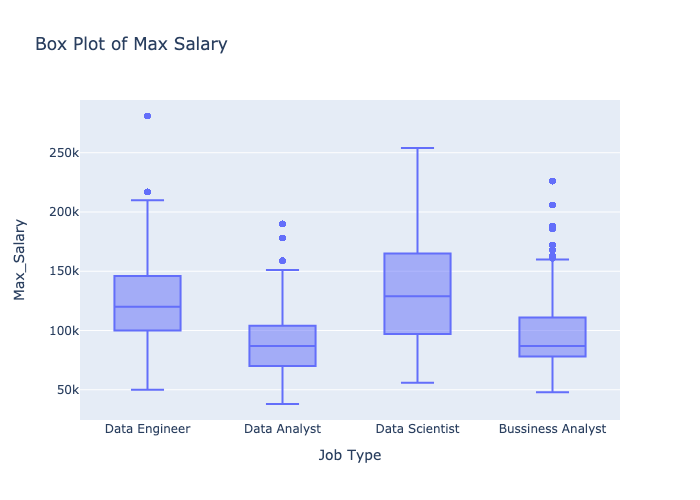 Box Plot of Max Salary
Max_Salary
250k
200k
150k
100k
50k
Data Engineer
Data Analyst
Data Scientist
Bussiness Analyst
Job Type